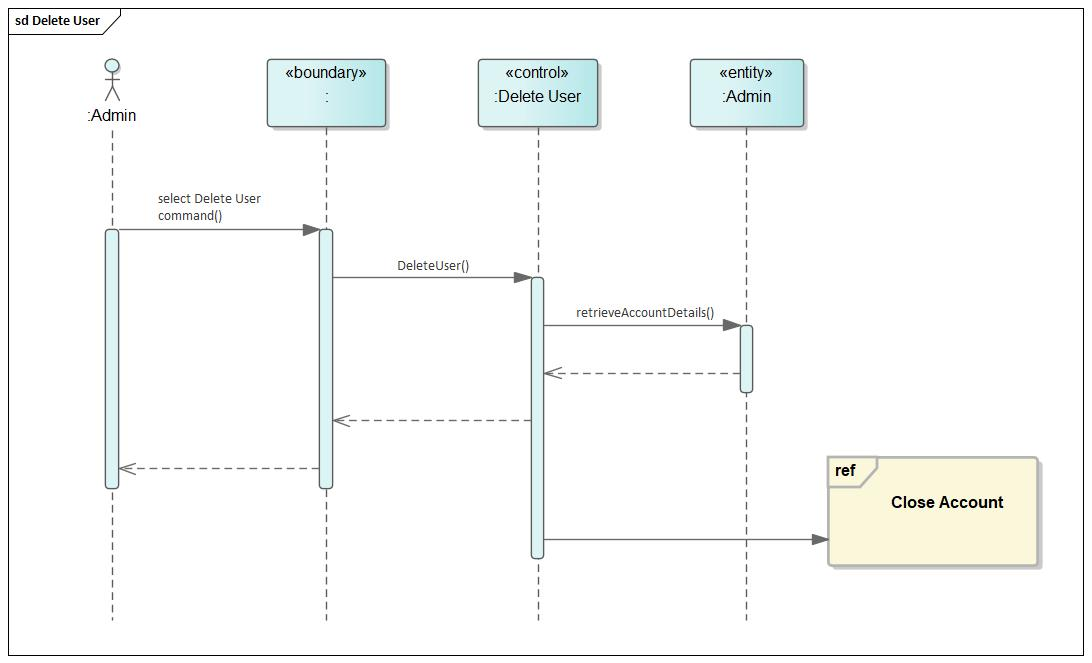 sd Delete User
:Admin
«boundary»
:
«control»
:Delete User
«entity»
:Admin
select Delete User
command()
DeleteUser()
retrieveAccountDetails()
ref
Close Account